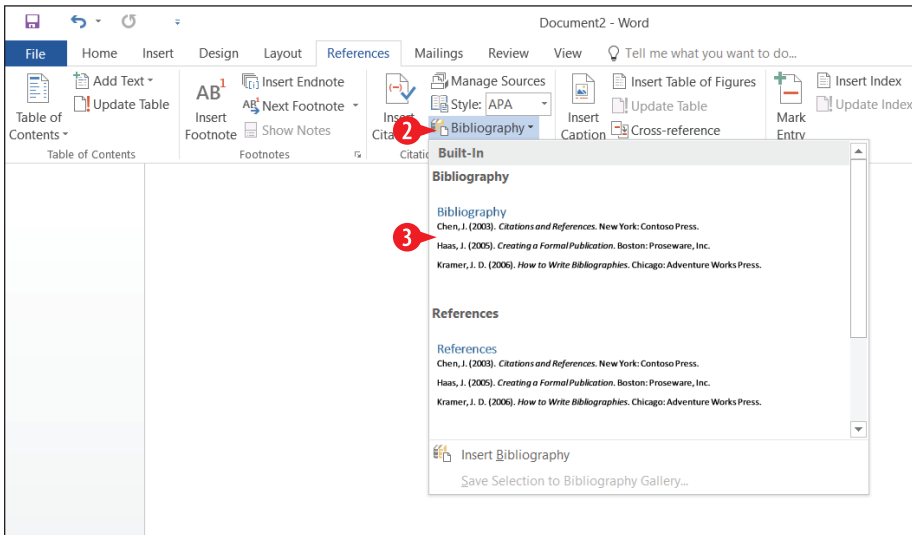 Document2 - Word
File Home Insert Design Layout References Mailings Review View Tell me what you want to do...
Table of
Contents
Add Text
Update Table
Table of Contents
AB1
Insert
Footnote
Insert Endnote
AB1 Next Footnote
Show Notes
Footnotes
Insert
Cita
Manage Sources
Style: APA
2 Bibliography
Citatio
Insert
Caption
Insert Table of Figures
Update Table
Cross-reference
Mark
Entry
Insert Index
Update Index
Built-In
Bibliography
Bibliography
Chen, J. (2003). Citations and References. New York: Contoso Press.
3
Haas, J. (2005). Creating a Formal Publication. Boston: Proseware, Inc.
Kramer, J. D. (2006). How to Write Bibliographies. Chicago: Adventure Works Press.
References
References
Chen, J. (2003). Citations and References. New York: Contoso Press.
Haas, J. (2005). Creating a Formal Publication. Boston: Proseware, Inc.
Kramer, J. D. (2006). How to Write Bibliographies. Chicago: Adventure Works Press.
Insert Bibliography
Save Selection to Bibliography Gallery...